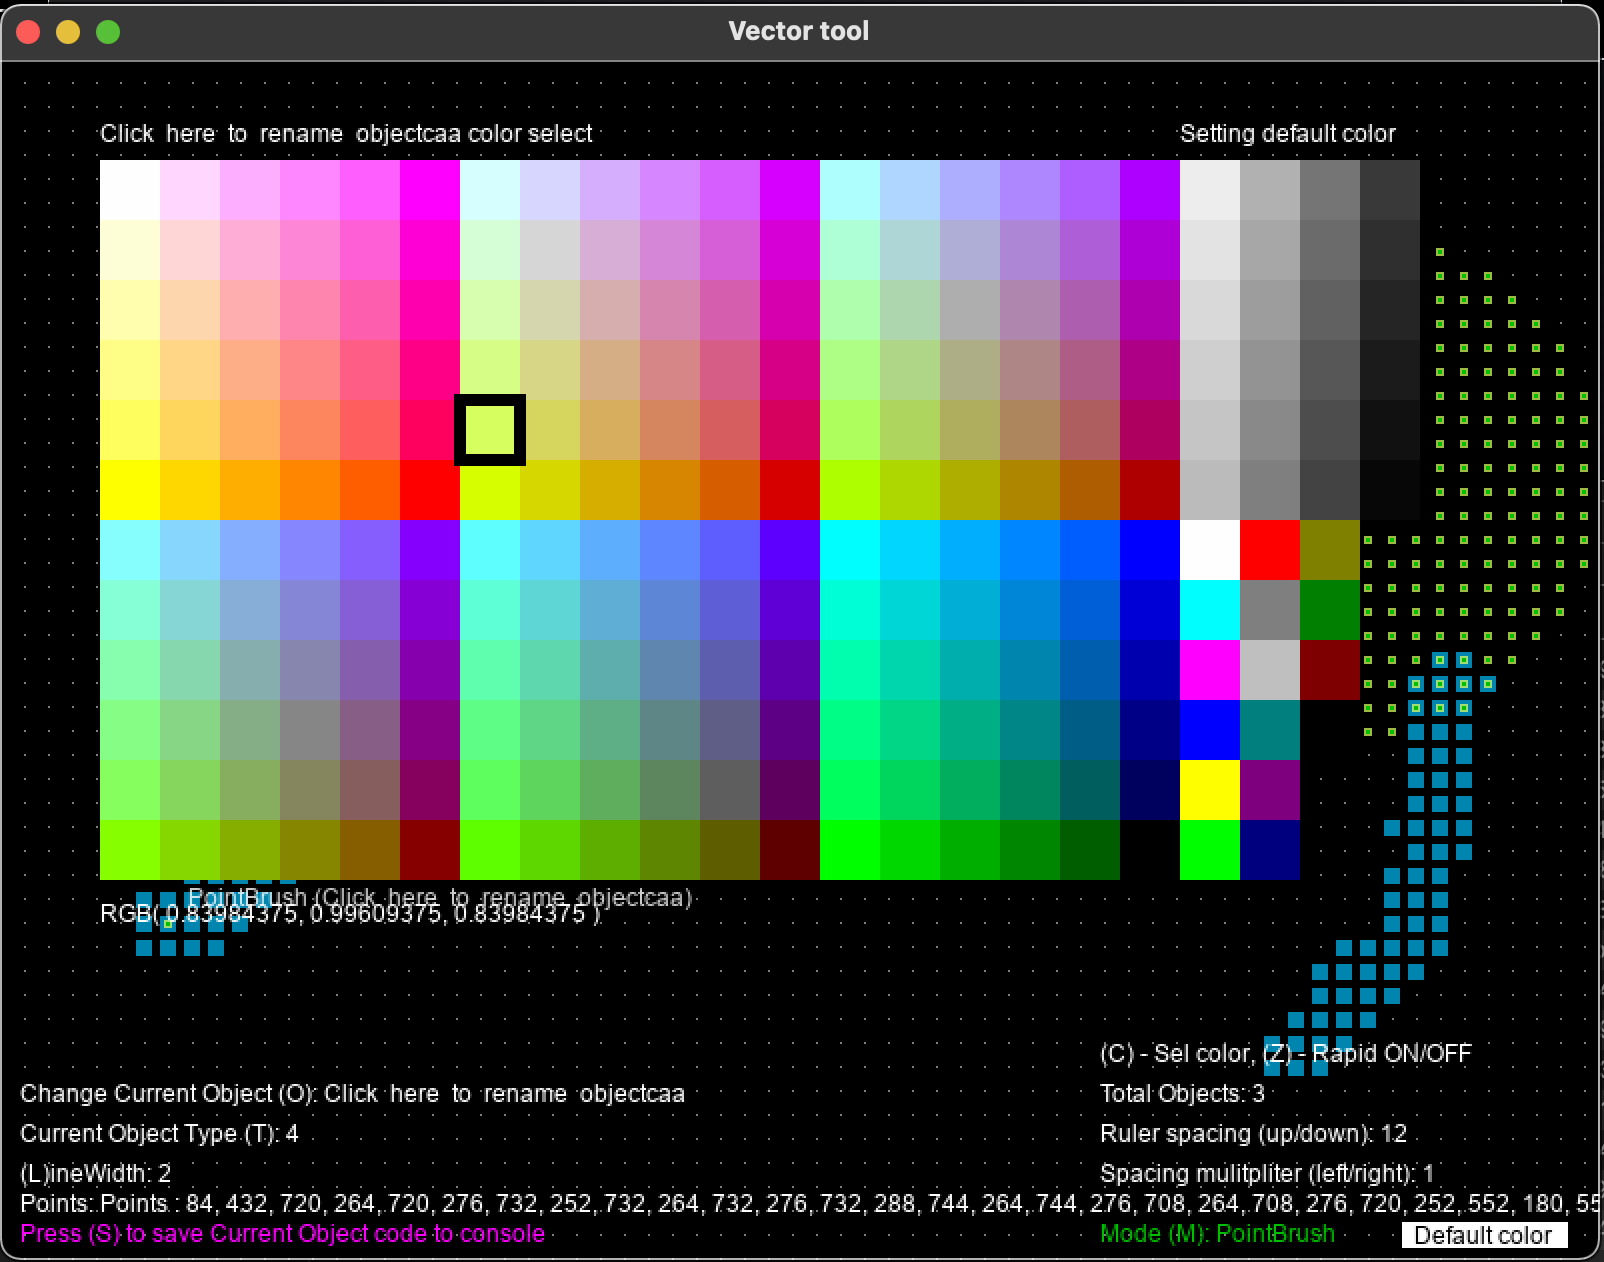 Vector tool
Click here to rename objectcaa color select
Setting default color
PointBrush (Click here to rename objectcaa)
RGB( 0.83984375, 0.99609375, 0.83984375 )
(C) - Sel color, (Z) - Rapid ON/OFF
Change Current Object (O): Click here to rename objectcaa
Total Objects: 3
Current Object Type (T): 4
Ruler spacing (up/down): 12
(L)ineWidth: 2
Spacing mulitpliter (left/right): 1
Points: Points : 84, 432, 720, 264, 720, 276, 732, 252, 732, 264, 732, 276, 732, 288, 744, 264, 744, 276, 708, 264, 708, 276, 720, 252, 552, 180, 55
Press (S) to save Current Object code to console
Mode (M): PointBrush
Default color